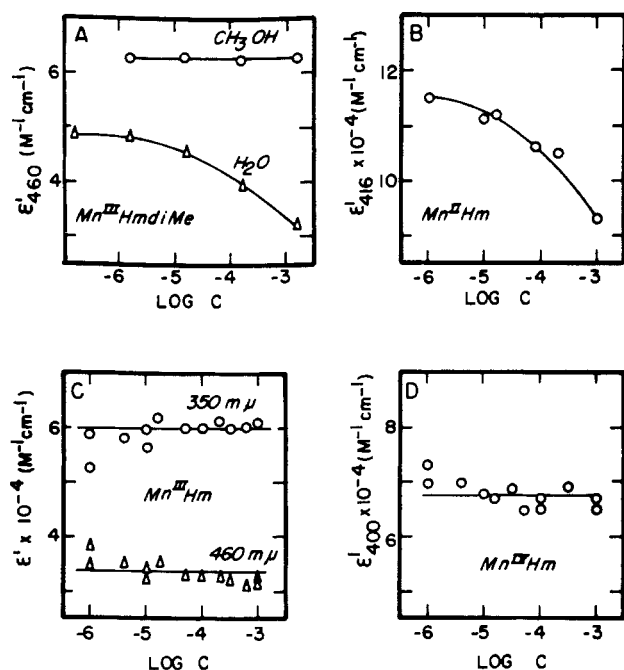 A
CH3OH
H2O
MnIIIHmdiMe
ε'460 (M-1cm-1)
6
4
-6 -5 -4 -3
LOG C
B
MnIIHm
ε'416 x 10-4 (M-1cm-1)
12
10
-6 -5 -4 -3
LOG C
C
350 mμ
MnIIIHm
460 mμ
ε' x 10-4 (M-1cm-1)
6
4
-6 -5 -4 -3
LOG C
D
MnIVHm
ε'400 x 10-4 (M-1cm-1)
8
6
-6 -5 -4 -3
LOG C